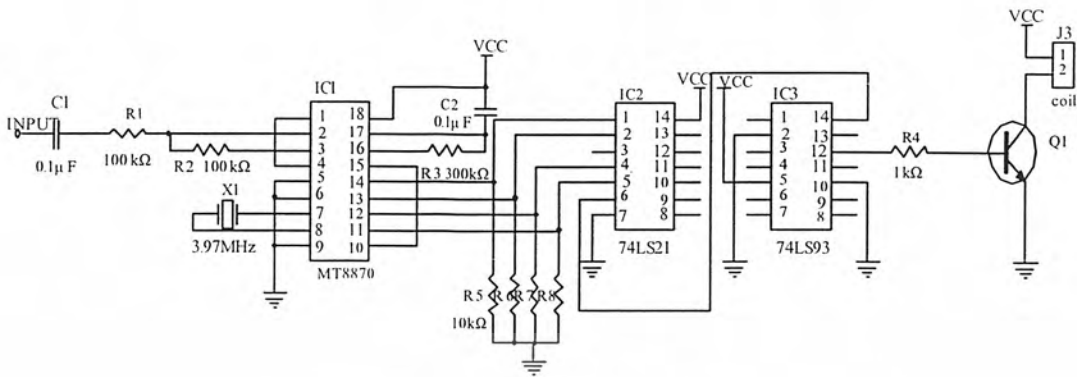 INPUT
C1
0.1μ F
R1
100 kΩ
R2
100 kΩ
X1
3.97MHz
IC1
1
2
3
4
5
6
7
8
9
18
17
16
15
14
13
12
11
10
MT8870
VCC
C2
0.1μ F
R3 300kΩ
R5
R6
R7
R8
10kΩ
IC2
1
2
3
4
5
6
7
14
13
12
11
10
9
8
74LS21
VCC
VCC
IC3
1
2
3
4
5
6
7
14
13
12
11
10
9
8
74LS93
R4
1kΩ
Q1
VCC
J3
1
2
coil